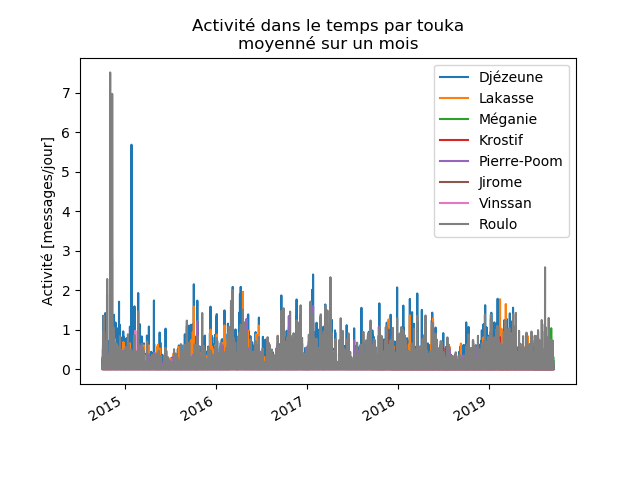 Activité dans le temps par touka
moyenné sur un mois
Activité [messages/jour]
7
6
5
4
3
2
1
0
2015
2016
2017
2018
2019
Djézeune
Lakasse
Méganie
Krostif
Pierre-Poom
Jirome
Vinssan
Roulo